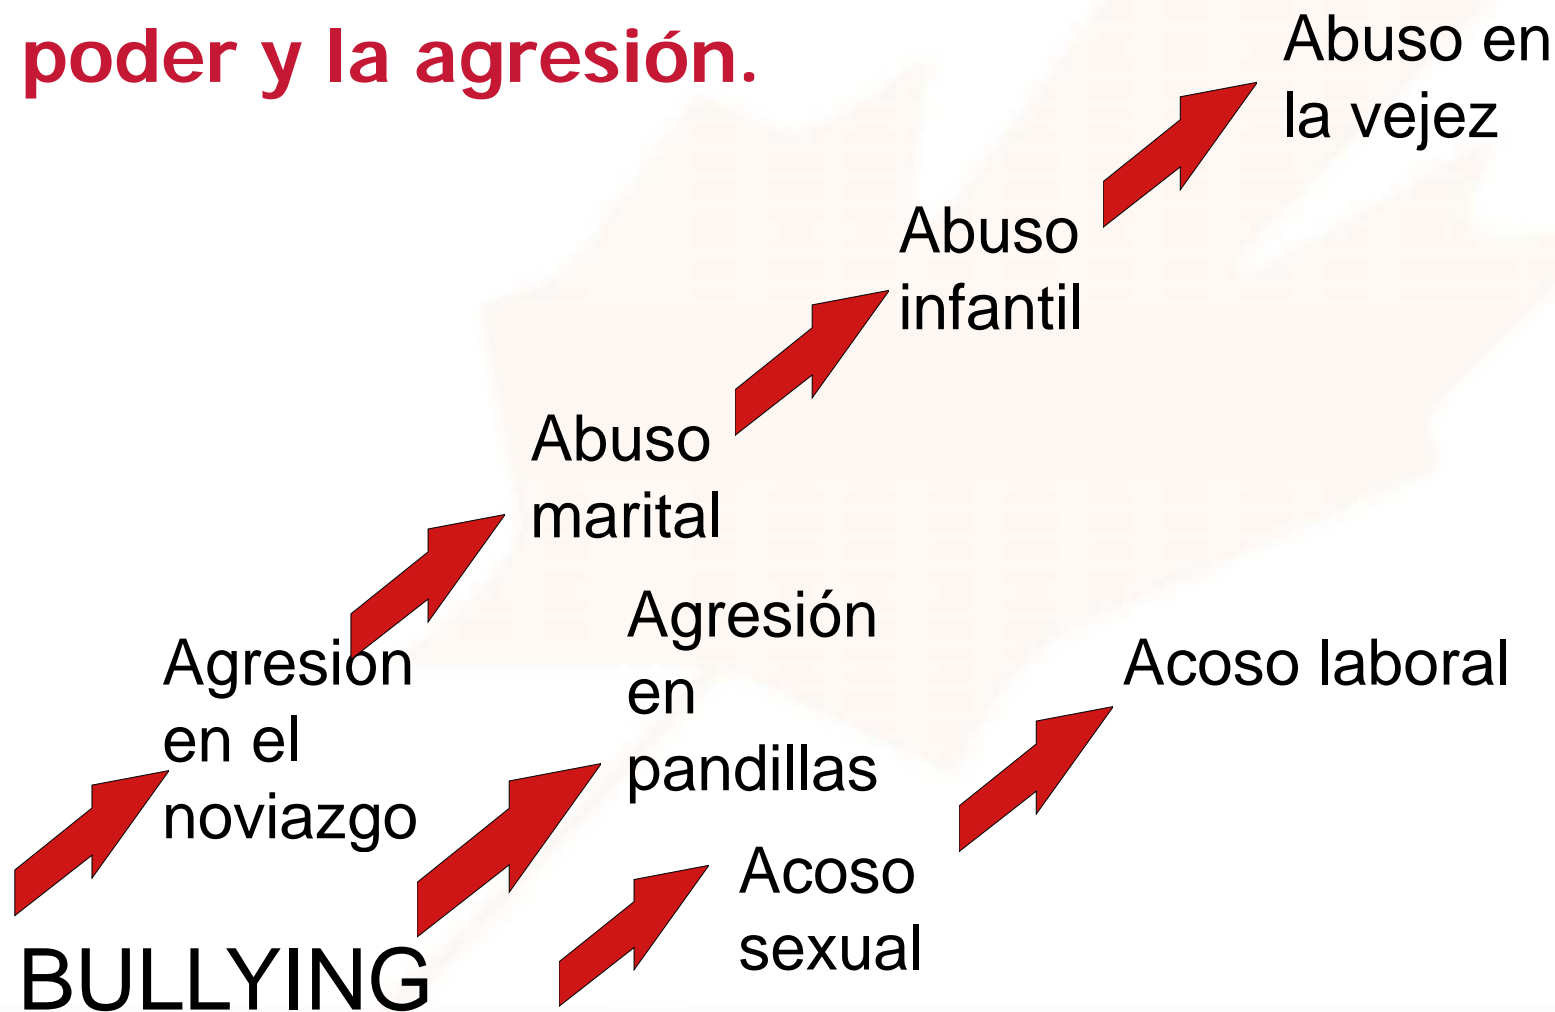 poder y la agresión.
Abuso en
la vejez
Abuso
infantil
Abuso
marital
Agresión
en
pandillas
Agresión
en el
noviazgo
Acoso laboral
Acoso
sexual
BULLYING